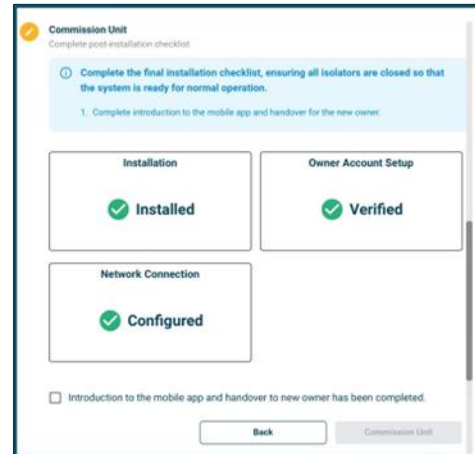 Commission Unit
Complete post-installation checklist
Complete the final installation checklist, ensuring all isolators are closed so that
the system is ready for normal operation.
1. Complete introduction to the mobile app and handover for the new owner.
Installation
Owner Account Setup
Installed
Verified
Network Connection
Configured
Introduction to the mobile app and handover to new owner has been completed.
Back
Commission Unit